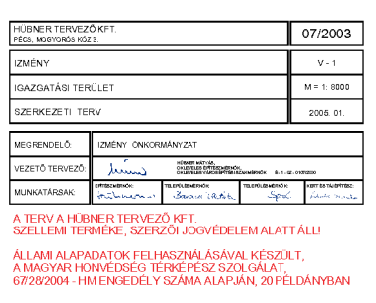 HÜBNER TERVEZŐ KFT. 07/2003
PÉCS, MOGYORÓS KÖZ 3.
IZMÉNY V - 1
IGAZGATÁSI TERÜLET M = 1: 8000
SZERKEZETI TERV 2005. 01.
MEGRENDELŐ: IZMÉNY ÖNKORMÁNYZAT
VEZETŐ TERVEZŐ: HÜBNER MÁTYÁS,
OKLEVELES ÉPÍTÉSZMÉRNÖK,
OKLEVELES VÁROSÉPÍTÉSI SZAKMÉRNÖK
MUNKATÁRSAK: ÉPÍTÉSZMÉRNÖK: TELEPÜLÉSMÉRNÖK: TELEPÜLÉSMÉRNÖK: KERT ÉS TÁJÉPÍTÉSZ:
A TERV A HÜBNER TERVEZŐ KFT.
SZELLEMI TERMÉKE, SZERZŐI JOGVÉDELEM ALATT ÁLL!
ÁLLAMI ALAPADATOK FELHASZNÁLÁSÁVAL KÉSZÜLT,
A MAGYAR HONVÉDSÉG TÉRKÉPÉSZ SZOLGÁLAT,
67/28/2004 - HM ENGEDÉLY SZÁMA ALAPJÁN, 20 PÉLDÁNYBAN